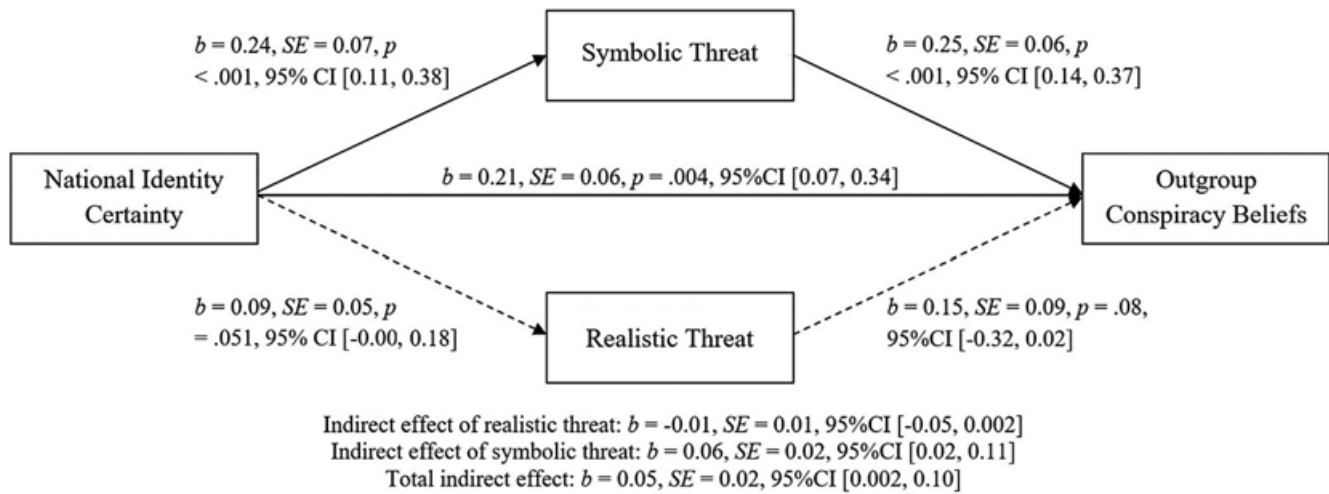 b = 0.24, SE = 0.07, p
< .001, 95% CI [0.11, 0.38]
Symbolic Threat
b = 0.25, SE = 0.06, p
< .001, 95% CI [0.14, 0.37]
National Identity
Certainty
b = 0.21, SE = 0.06, p = .004, 95%CI [0.07, 0.34]
Outgroup
Conspiracy Beliefs
b = 0.09, SE = 0.05, p
= .051, 95% CI [-0.00, 0.18]
Realistic Threat
b = 0.15, SE = 0.09, p = .08,
95%CI [-0.32, 0.02]
Indirect effect of realistic threat: b = -0.01, SE = 0.01, 95%CI [-0.05, 0.002]
Indirect effect of symbolic threat: b = 0.06, SE = 0.02, 95%CI [0.02, 0.11]
Total indirect effect: b = 0.05, SE = 0.02, 95%CI [0.002, 0.10]